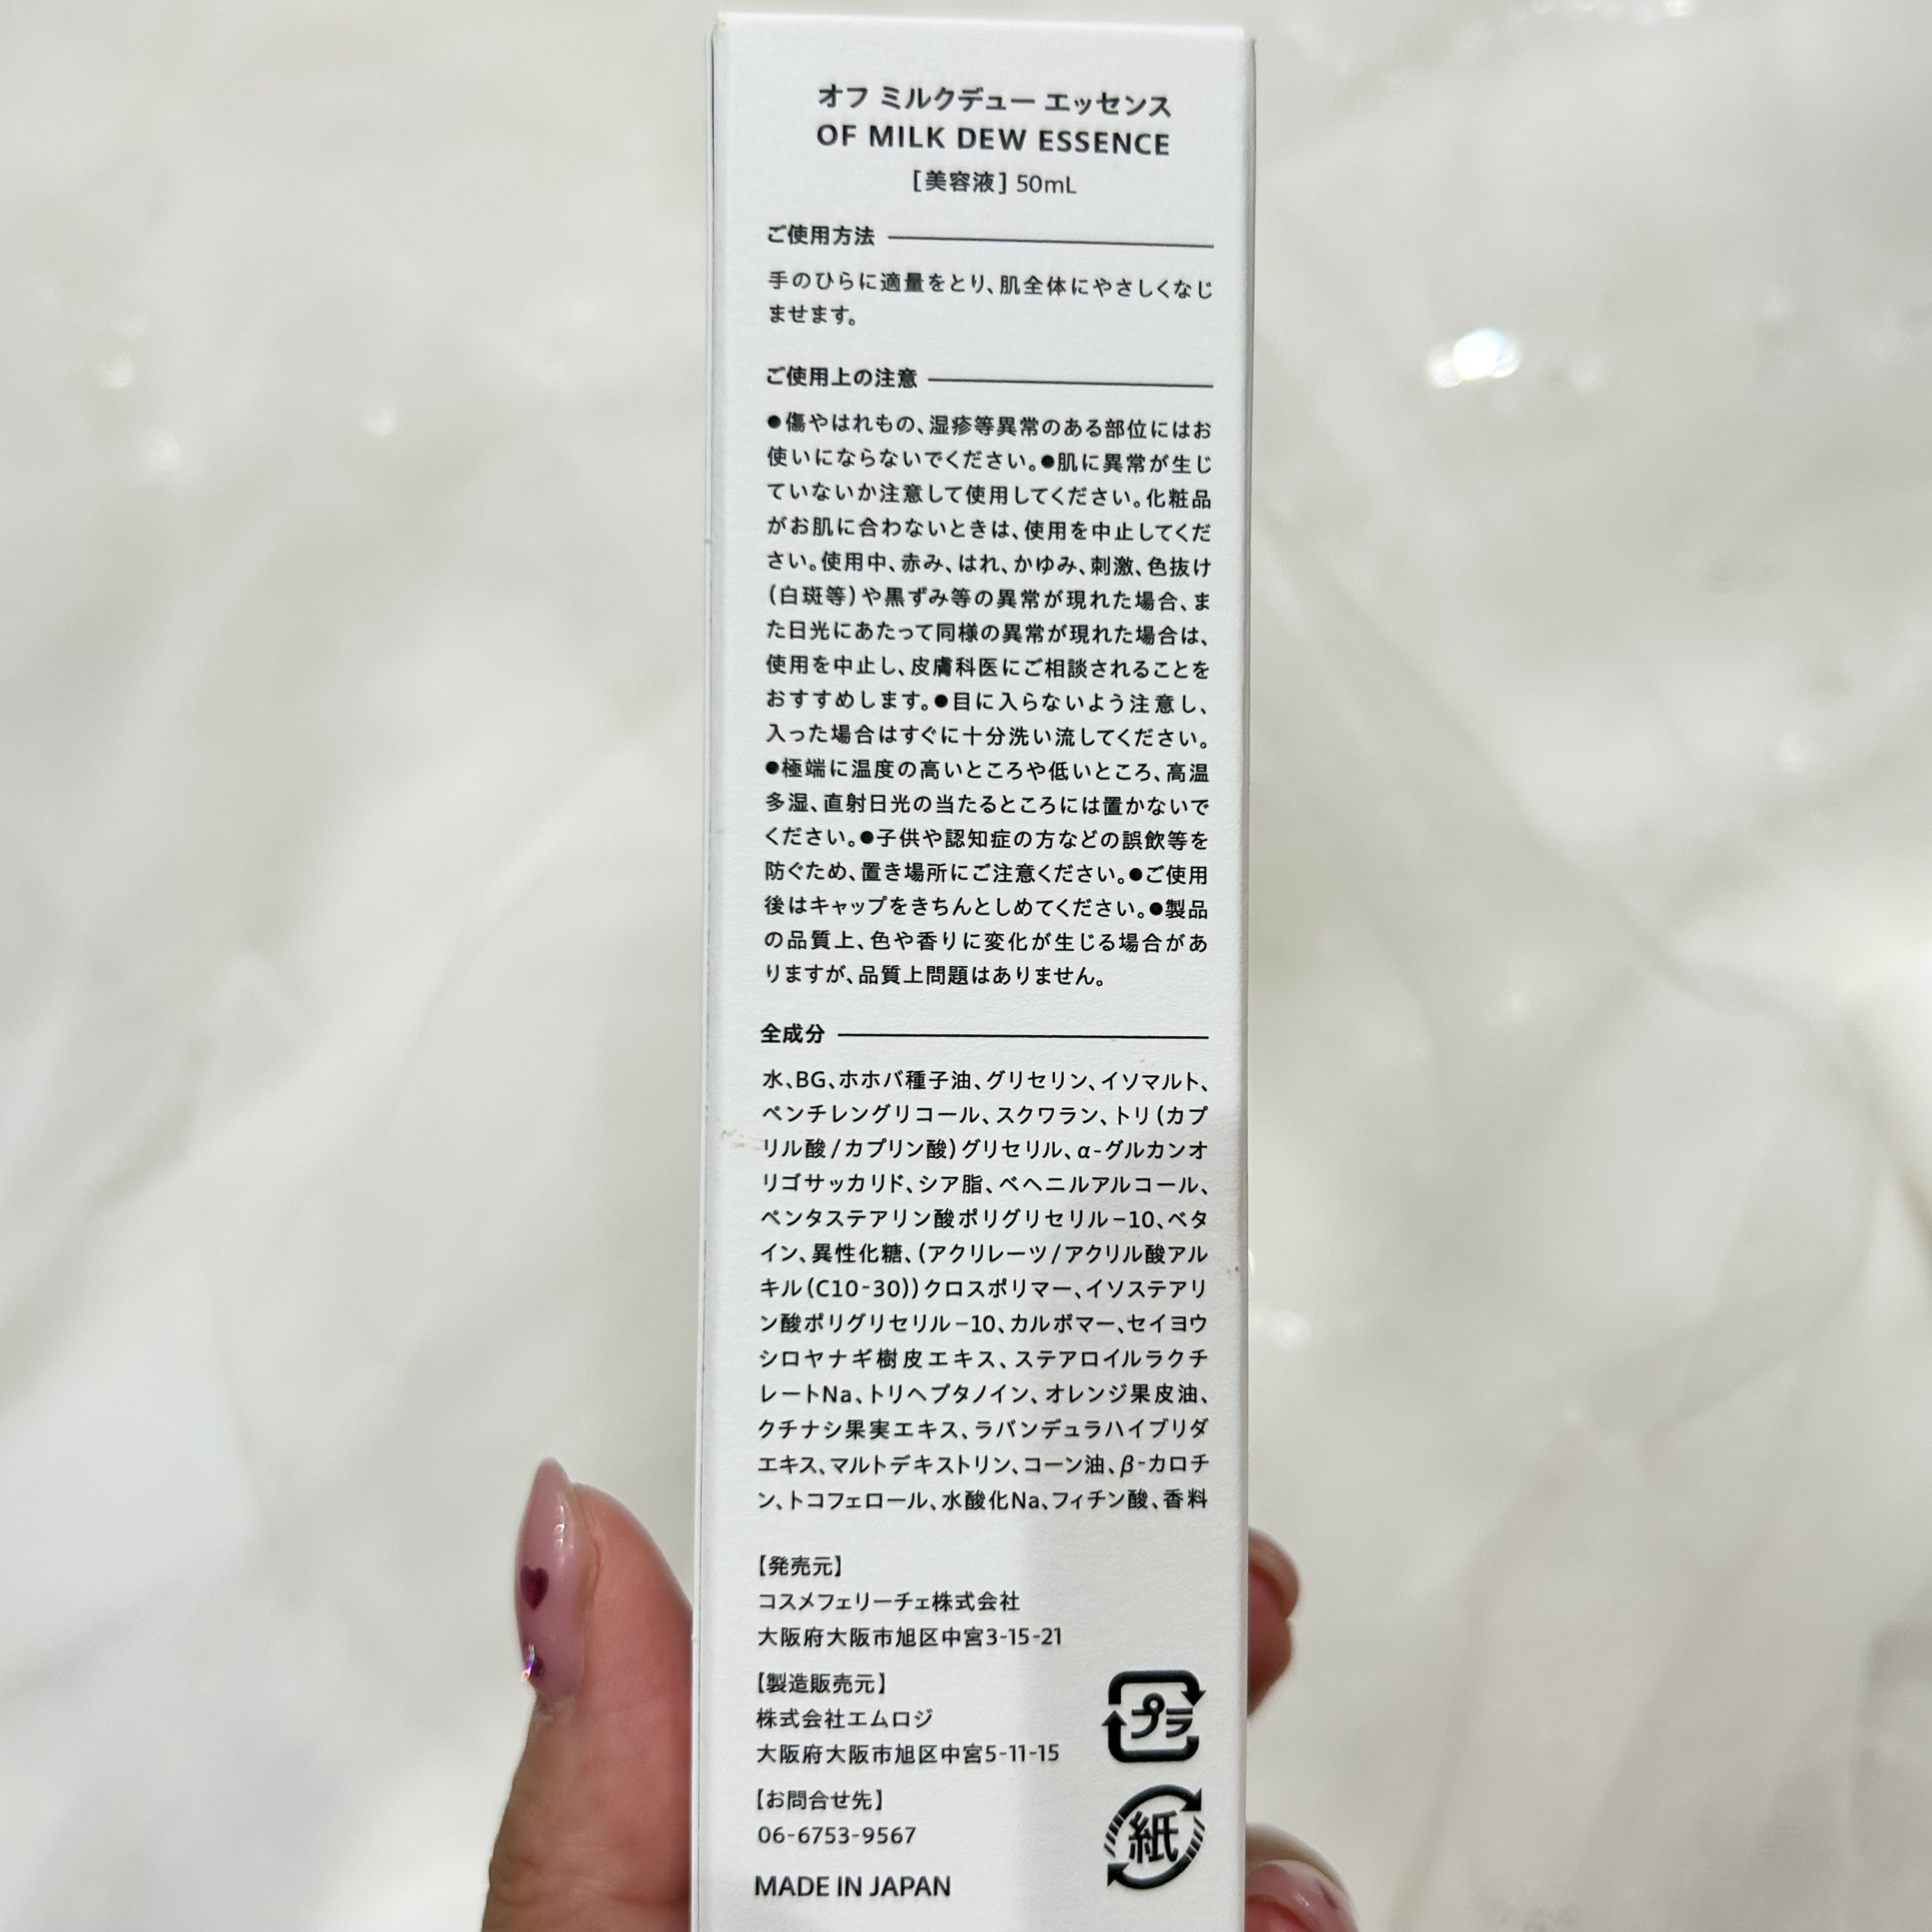 オフ ミルクデュー エッセンス
OF MILK DEW ESSENCE
[美容液] 50mL
ご使用方法
手のひらに適量をとり、肌全体にやさしくなじ
ませます。
ご使用上の注意
●傷やはれもの、湿疹等異常のある部位にはお
使いにならないでください。●肌に異常が生じ
ていないか注意して使用してください。化粧品
がお肌に合わないときは、使用を中止してくだ
さい。使用中、赤み、はれ、かゆみ、刺激、色抜け
(白斑等)や黒ずみ等の異常が現れた場合、ま
た日光にあたって同様の異常が現れた場合は、
使用を中止し、皮膚科医にご相談されることを
おすすめします。●目に入らないよう注意し、
入った場合はすぐに十分洗い流してください。
●極端に温度の高いところや低いところ、高温
多湿、直射日光の当たるところには置かないで
ください。●子供や認知症の方などの誤飲等を
防ぐため、置き場所にご注意ください。●ご使用
後はキャップをきちんとしめてください。●製品
の品質上、色や香りに変化が生じる場合があ
りますが、品質上問題はありません。
全成分
水、BG、ホホバ種子油、グリセリン、イソマルト、
ペンチレングリコール、スクワラン、トリ(カプ
リル酸/カプリン酸)グリセリル、α-グルカンオ
リゴサッカリド、シア脂、ベヘニルアルコール、
ペンタステアリン酸ポリグリセリル-10、ベタ
イン、異性化糖、(アクリレーツ/アクリル酸アル
キル(C10-30))クロスポリマー、イソステアリ
ン酸ポリグリセリル-10、カルボマー、セイヨウ
シロヤナギ樹皮エキス、ステアロイルラクチ
レートNa、トリヘプタノイン、オレンジ果皮油、
クチナシ果実エキス、ラバンデュラハイブリダ
エキス、マルトデキストリン、コーン油、β-カロチ
ン、トコフェロール、水酸化Na、フィチン酸、香料
【発売元】
コスメフェリーチェ株式会社
大阪府大阪市旭区中宮3-15-21
【製造販売元】
株式会社エムロジ
大阪府大阪市旭区中宮5-11-15
プラ
【お問合せ先】
06-6753-9567
紙
MADE IN JAPAN